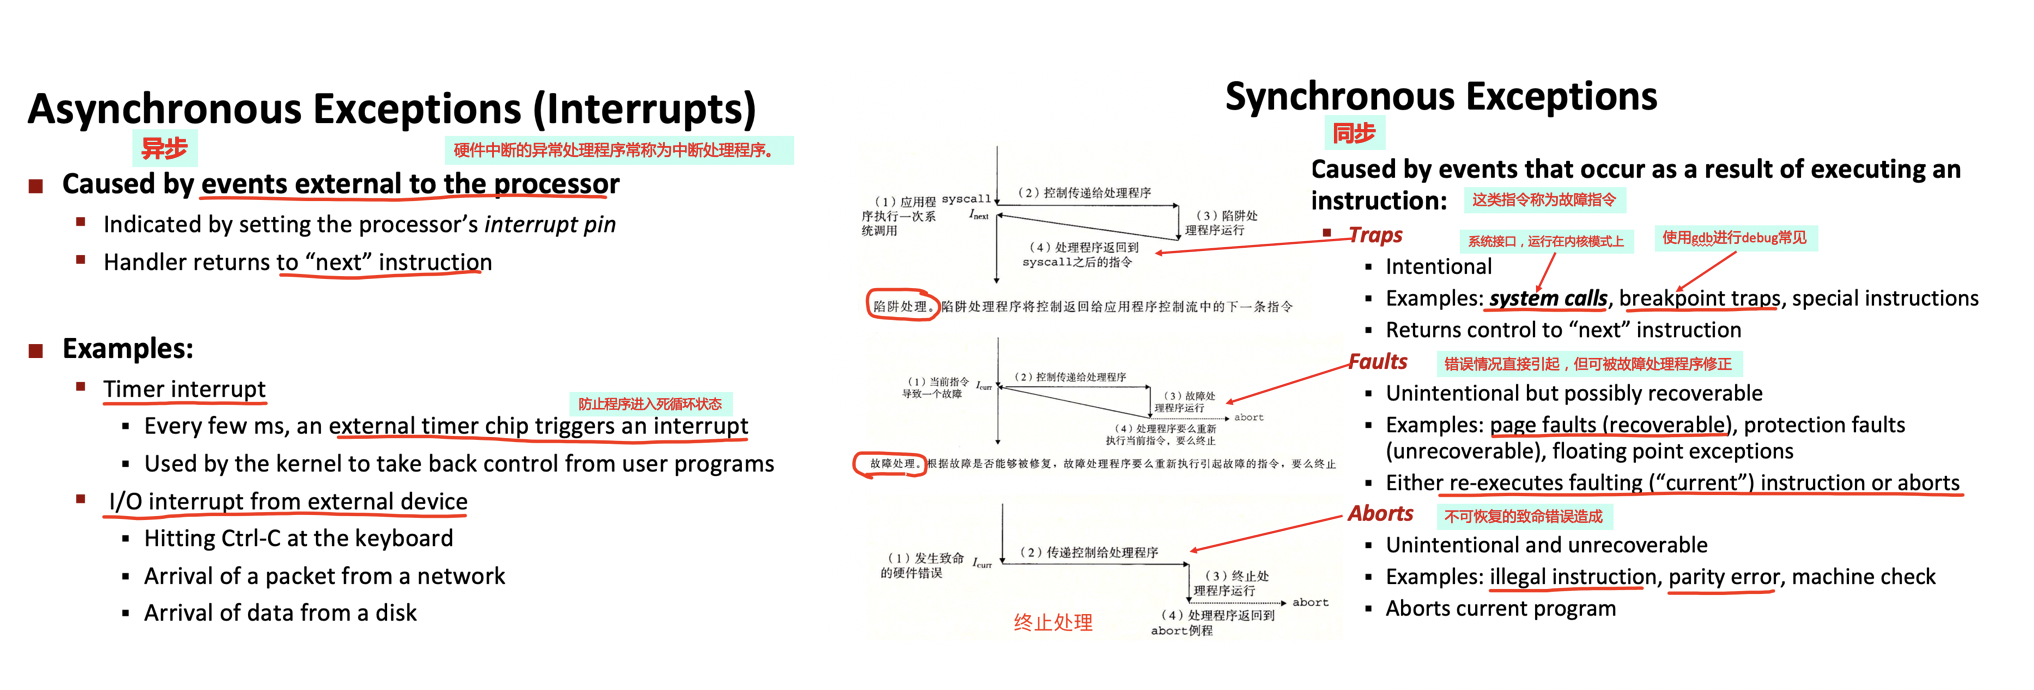 Asynchronous Exceptions (Interrupts)
异步
硬件中断的异常处理程序常称为中断处理程序。
Caused by events external to the processor
Indicated by setting the processor's interrupt pin
Handler returns to “next” instruction
Examples:
Timer interrupt
防止程序进入死循环状态
Every few ms, an external timer chip triggers an interrupt
Used by the kernel to take back control from user programs
I/O interrupt from external device
Hitting Ctrl-C at the keyboard
Arrival of a packet from a network
Arrival of data from a disk
（1）应用程
序执行一次系
统调用
syscall
Inext
（2）控制传递给处理程序
（3）陷阱处
理程序运行
（4）处理程序返回到
syscall之后的指令
陷阱处理。陷阱处理程序将控制返回给应用程序控制流中的下一条指令
（1）当前指令
导致一个故障
Icurr
（2）控制传递给处理程序
（3）故障处
理程序运行
abort
（4）处理程序要么重新
执行当前指令，要么终止
故障处理。根据故障是否能够被修复，故障处理程序要么重新执行引起故障的指令，要么终止
（1）发生致命
的硬件错误
Icurr
（2）传递控制给处理程序
（3）终止处
理程序运行
abort
（4）处理程序返回到
abort例程
终止处理
Synchronous Exceptions
同步
Caused by events that occur as a result of executing an
instruction:
这类指令称为故障指令
Traps
系统接口，运行在内核模式上
使用gdb进行debug常见
Intentional
Examples: system calls, breakpoint traps, special instructions
Returns control to “next” instruction
Faults
错误情况直接引起，但可被故障处理程序修正
Unintentional but possibly recoverable
Examples: page faults (recoverable), protection faults
(unrecoverable), floating point exceptions
Either re-executes faulting (“current”) instruction or aborts
Aborts
不可恢复的致命错误造成
Unintentional and unrecoverable
Examples: illegal instruction, parity error, machine check
Aborts current program